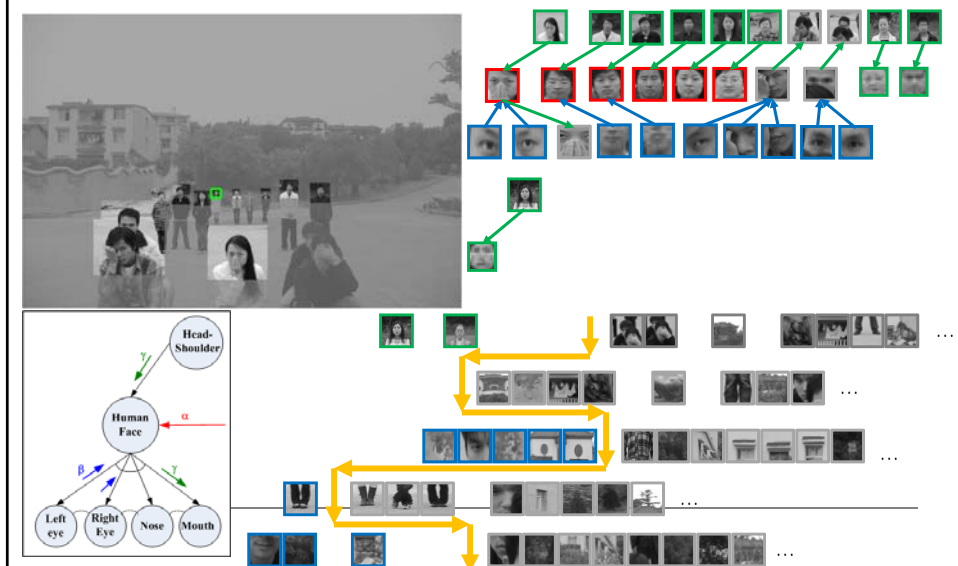 ...
...
Head-
Shoulder
γ
Human
Face
α
...
β
γ
...
Left
eye
Right
Eye
Nose
Mouth
...